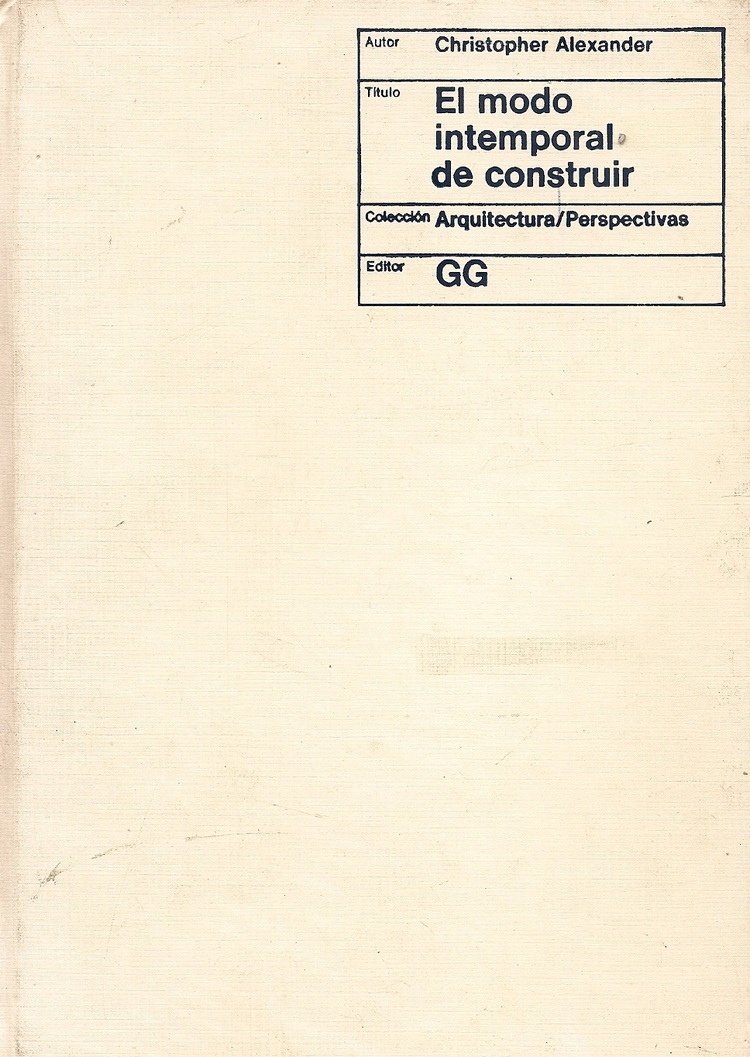 Autor Christopher Alexander
Título El modo
intemporal
de construir
Colección Arquitectura/Perspectivas
Editor GG